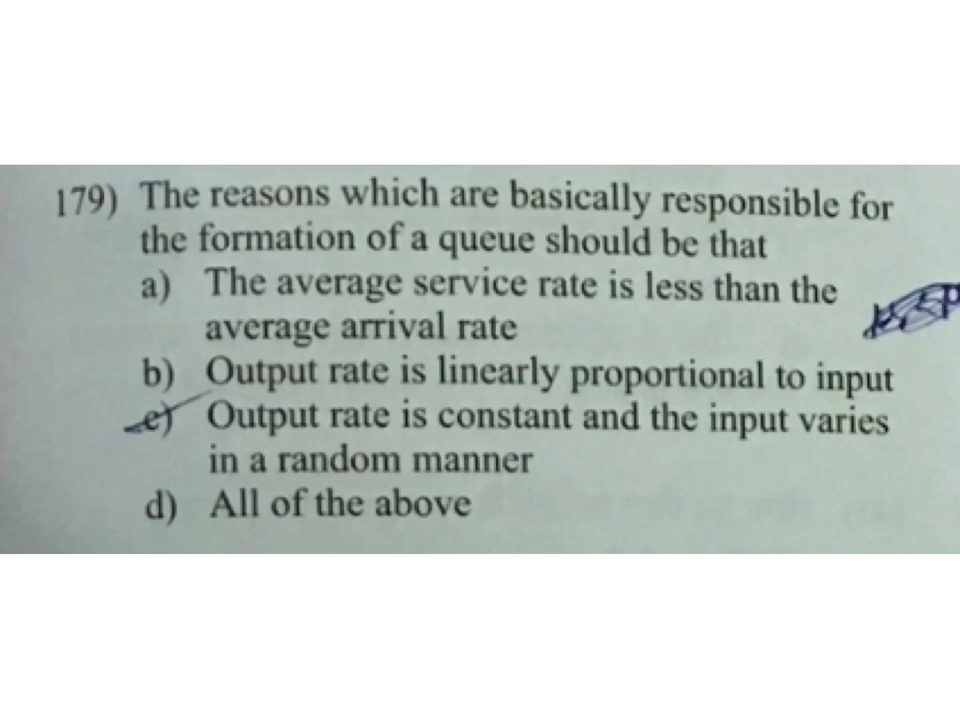 179) The reasons which are basically responsible for
the formation of a queue should be that
a) The average service rate is less than the
average arrival rate
b) Output rate is linearly proportional to input
c) Output rate is constant and the input varies
in a random manner
d) All of the above